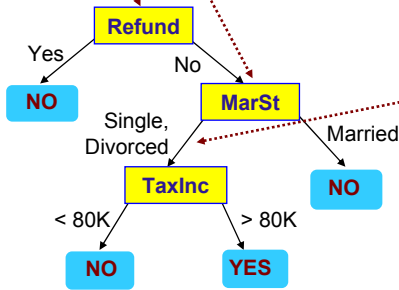 Refund
Yes
No
NO
MarSt
Single,
Divorced
Married
TaxInc
NO
< 80K
> 80K
NO
YES